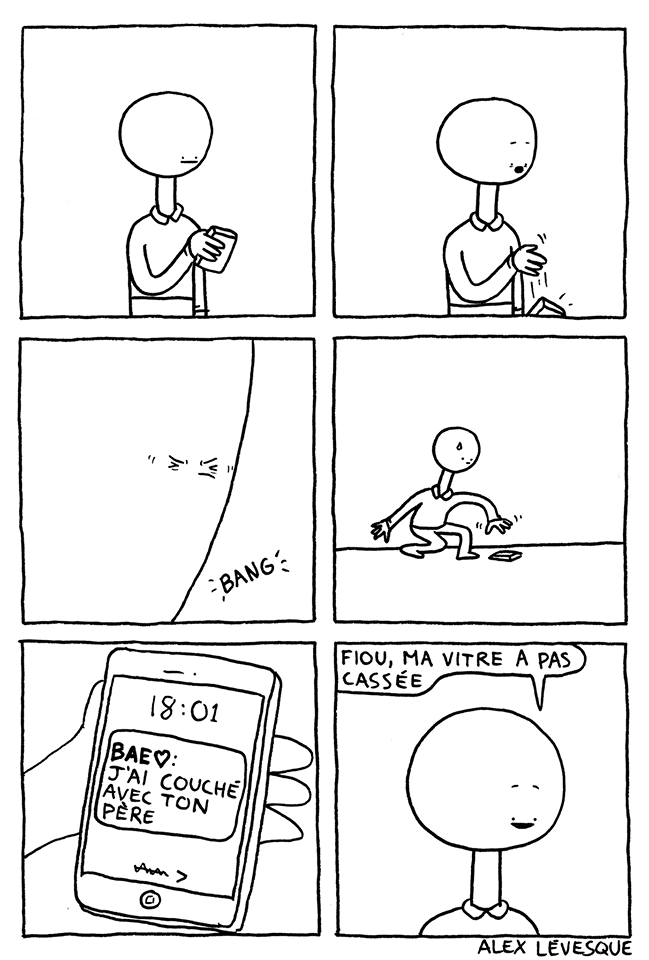 BANG
18:01
BAE♡:
J'AI COUCHÉ
AVEC TON
PÈRE
>
FIOU, MA VITRE A PAS
CASSÉE
ALEX LÉVESQUE